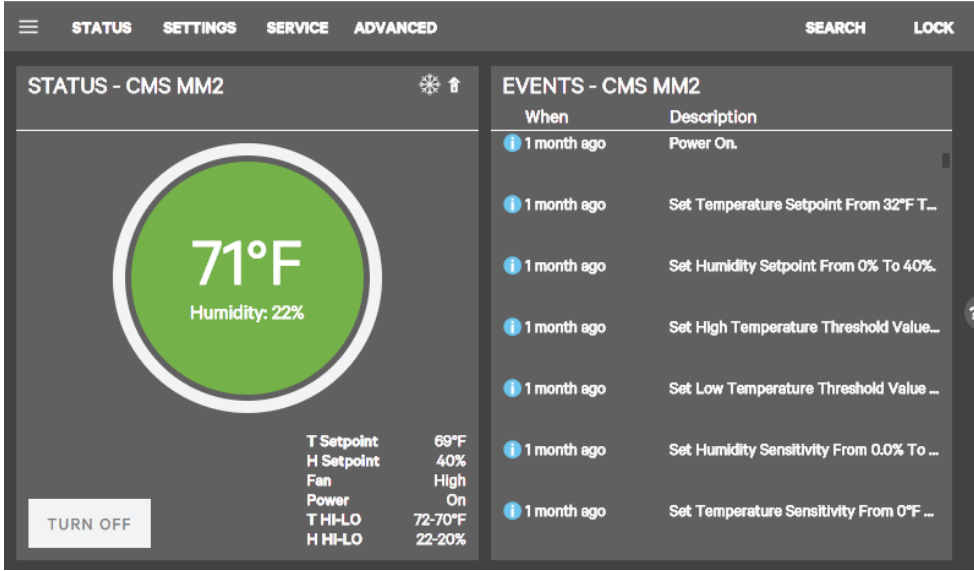 STATUS SETTINGS SERVICE ADVANCED SEARCH LOCK
STATUS - CMS MM2
71°F
Humidity: 22%
T Setpoint 69°F
H Setpoint 40%
Fan High
Power On
T HI-LO 72-70°F
H HI-LO 22-20%
TURN OFF
EVENTS - CMS MM2
When Description
1 month ago Power On.
1 month ago Set Temperature Setpoint From 32°F T...
1 month ago Set Humidity Setpoint From 0% To 40%.
1 month ago Set High Temperature Threshold Value...
1 month ago Set Low Temperature Threshold Value ...
1 month ago Set Humidity Sensitivity From 0.0% To ...
1 month ago Set Temperature Sensitivity From 0°F ...